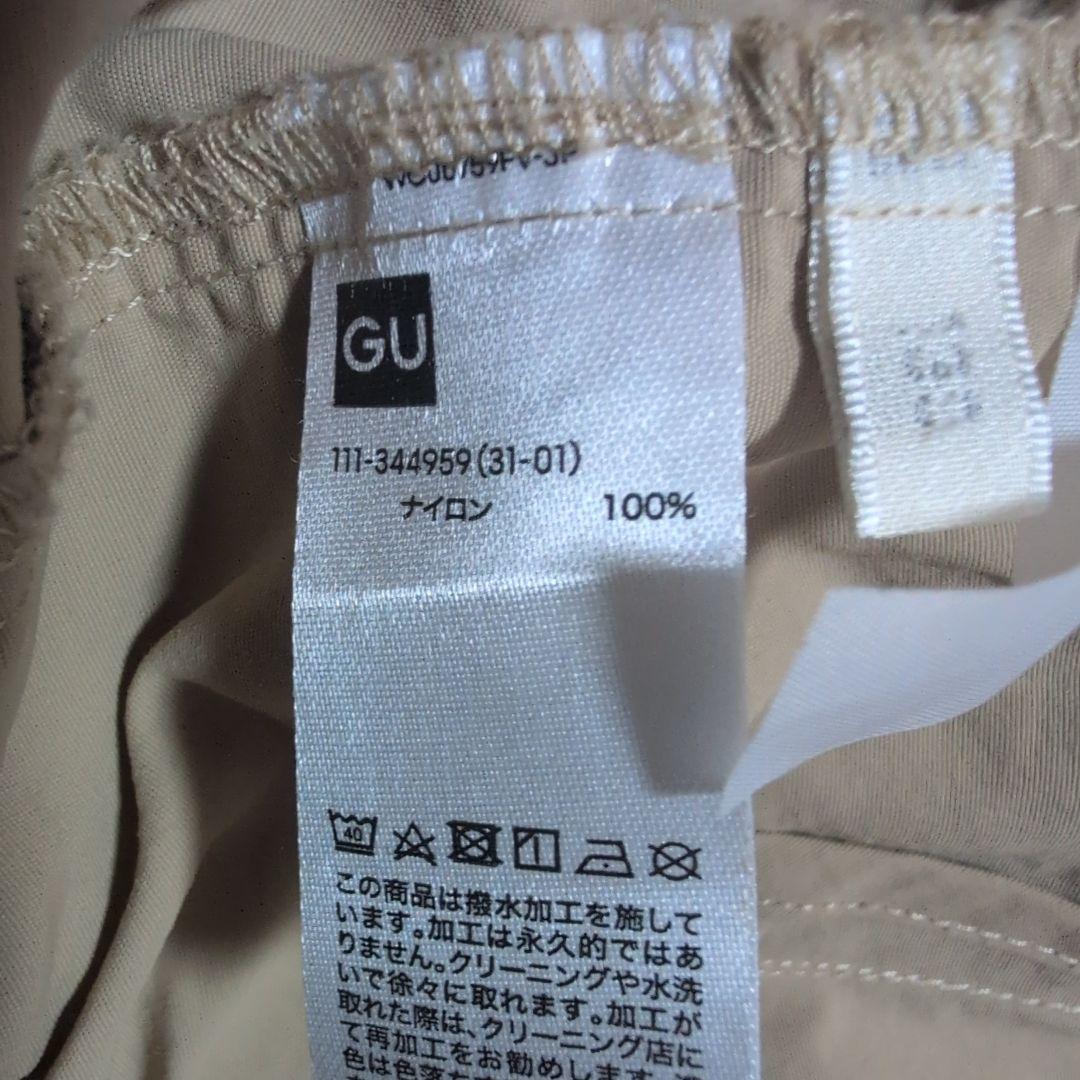 GU
111-344959(31-01)
ナイロン 100%
40
この商品は撥水加工を施して
います。加工は永久的ではあ
りません。クリーニングや水洗
いで徐々に取れます。加工が
取れた際は、クリーニング店に
て再加工をお勧めします。